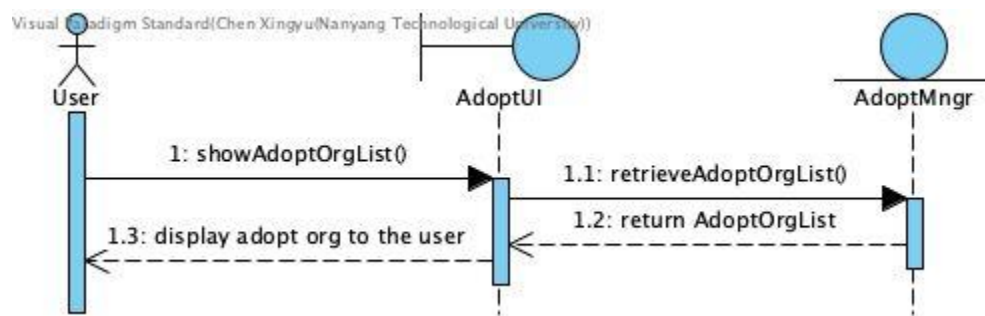 Visual Paradigm Standard(Chen Xingyu(Nanyang Technological University))
User
AdoptUI
AdoptMngr
1: showAdoptOrgList()
1.1: retrieveAdoptOrgList()
1.2: return AdoptOrgList
1.3: display adopt org to the user